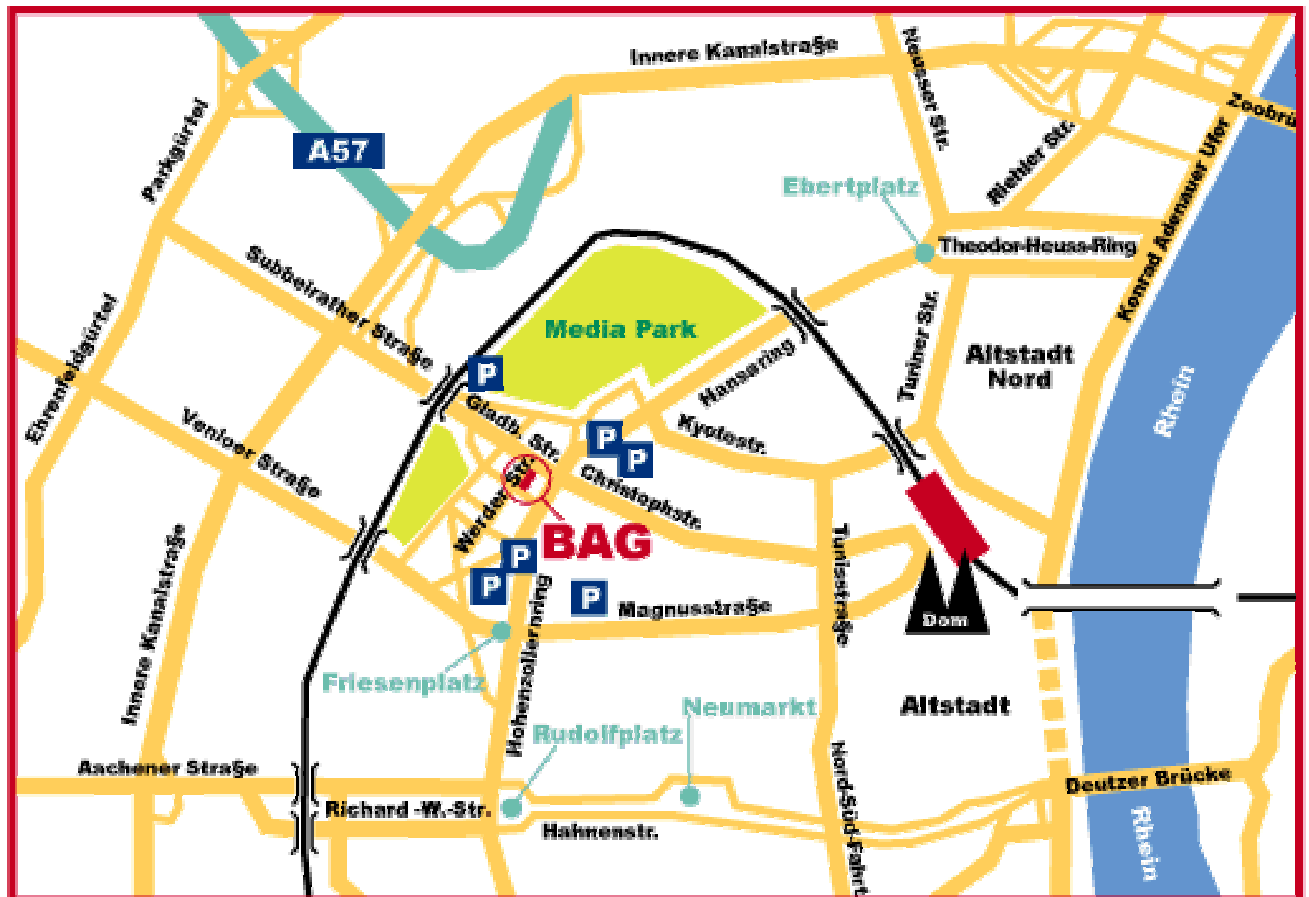 Innere Kanalstraße
Neusser Str.
Zoobrü
A57
Parkgürtel
Riehler Str.
Konrad Adenauer Ufor
Ebertplatz
Theodor-Heuss-Ring
Subbelrather Straße
Ehrenfeldgürtel
Media Park
Turiner Str.
Altstadt
Nord
Rhein
P
Hansaring
Venloer Straße
Gladb. Str.
Kyotostr.
P
P
Christophstr.
Werder Str.
BAG
Innere Kanalstraße
Tunisstraße
P
P
P
Magnusstraße
Dom
Hohenzollernring
Friesenplatz
Neumarkt
Altstadt
Rudolfplatz
Aachener Straße
Deutzer Brücke
Richard -W.-Str.
Hahnenstr.
Nord-Süd-Fahrt
Rhein